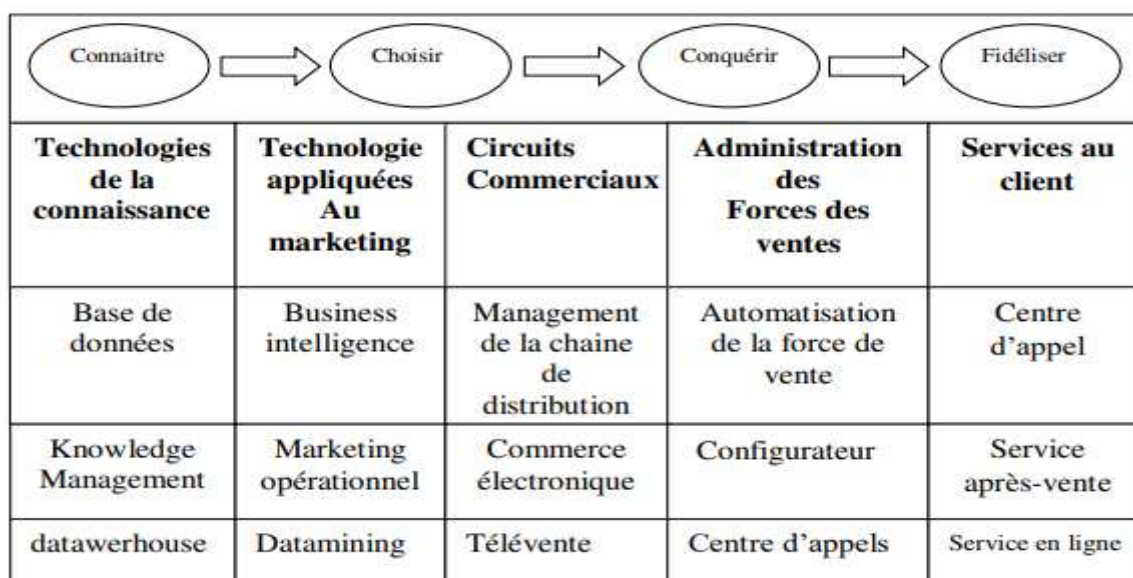 Connaitre
Choisir
Conquérir
Fidéliser
Technologies
de la
connaissance
Technologie
appliquées
Au
marketing
Circuits
Commerciaux
Administration
des
Forces des
ventes
Services au
client
Base de
données
Business
intelligence
Management
de la chaine
de
distribution
Automatisation
de la force de
vente
Centre
d’appel
Knowledge
Management
Marketing
opérationnel
Commerce
électronique
Configurateur
Service
après-vente
datawerhouse
Datamining
Télévente
Centre d’appels
Service en ligne